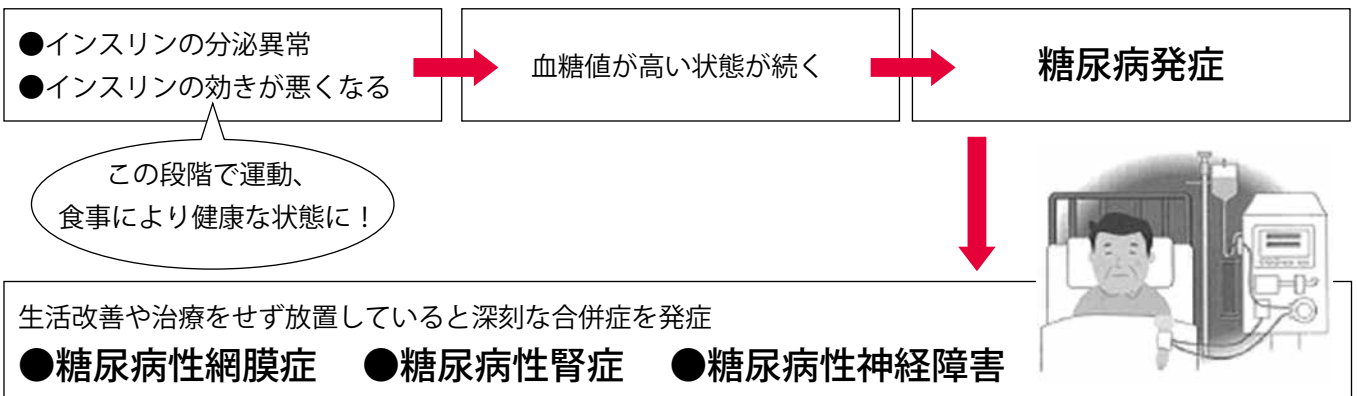 ●インスリンの分泌異常
●インスリンの効きが悪くなる
血糖値が高い状態が続く
糖尿病発症
この段階で運動、
食事により健康な状態に！
生活改善や治療をせず放置していると深刻な合併症を発症
●糖尿病性網膜症　●糖尿病性腎症　●糖尿病性神経障害